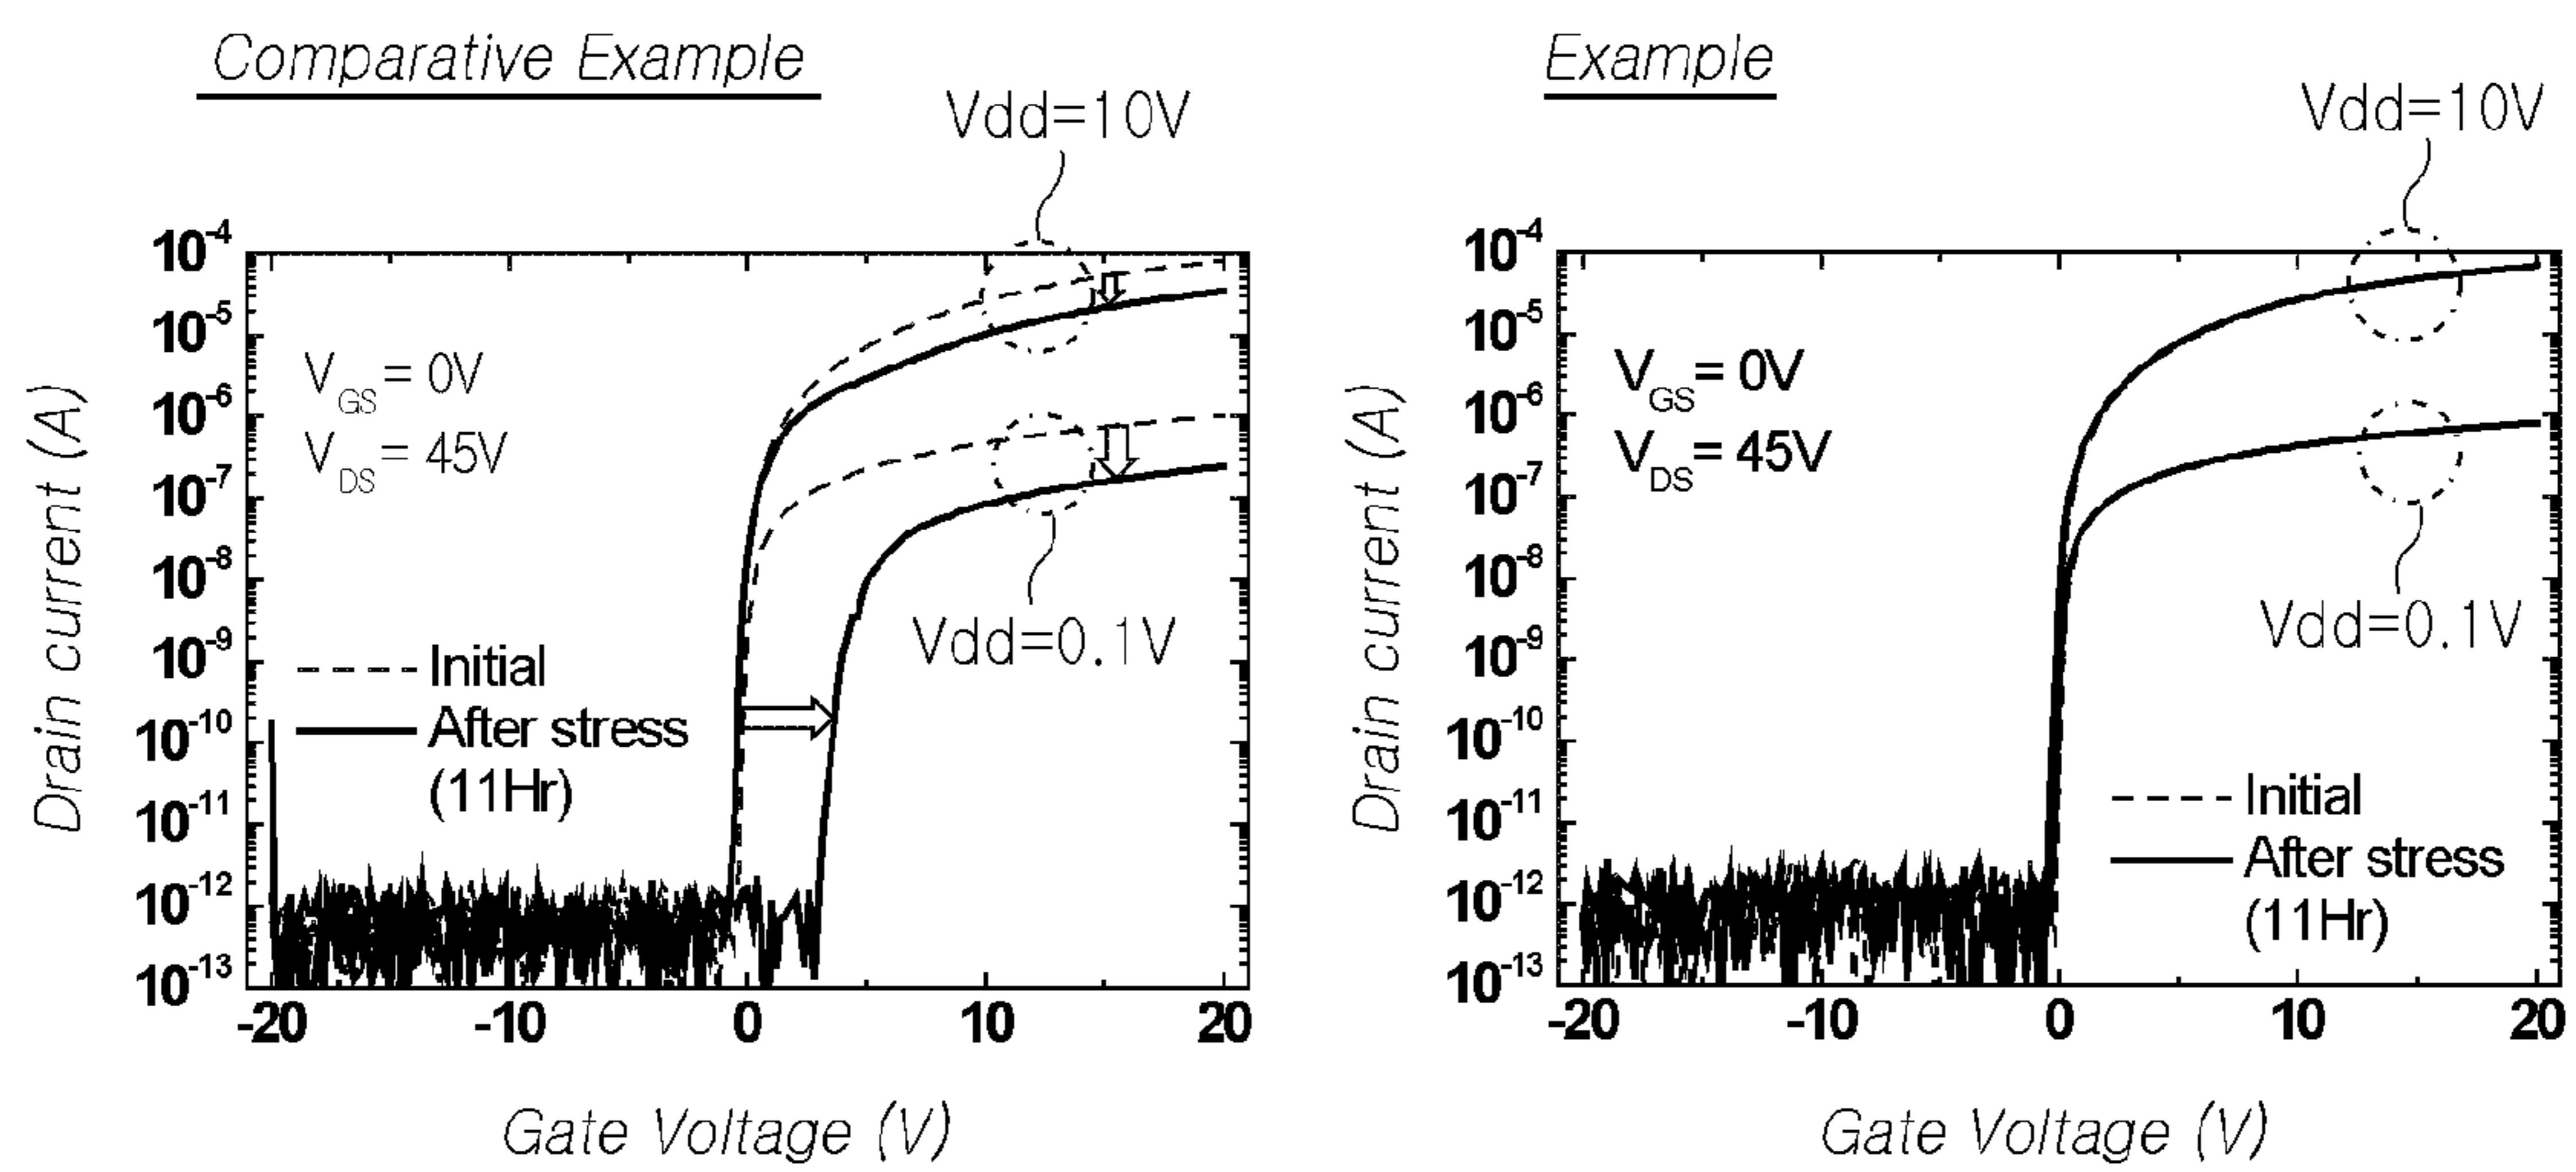 Comparative Example
Vdd=10V
10-4
10-5
10-6
10-7
10-8
10-9
10-10
10-11
10-12
10-13
Drain current (A)
VGS= 0V
VDS= 45V
Initial
After stress
(11Hr)
Vdd=0.1V
-20 -10 0 10 20
Gate Voltage (V)
Example
Vdd=10V
10-4
10-5
10-6
10-7
10-8
10-9
10-10
10-11
10-12
10-13
Drain current (A)
VGS= 0V
VDS= 45V
Vdd=0.1V
Initial
After stress
(11Hr)
-20 -10 0 10 20
Gate Voltage (V)